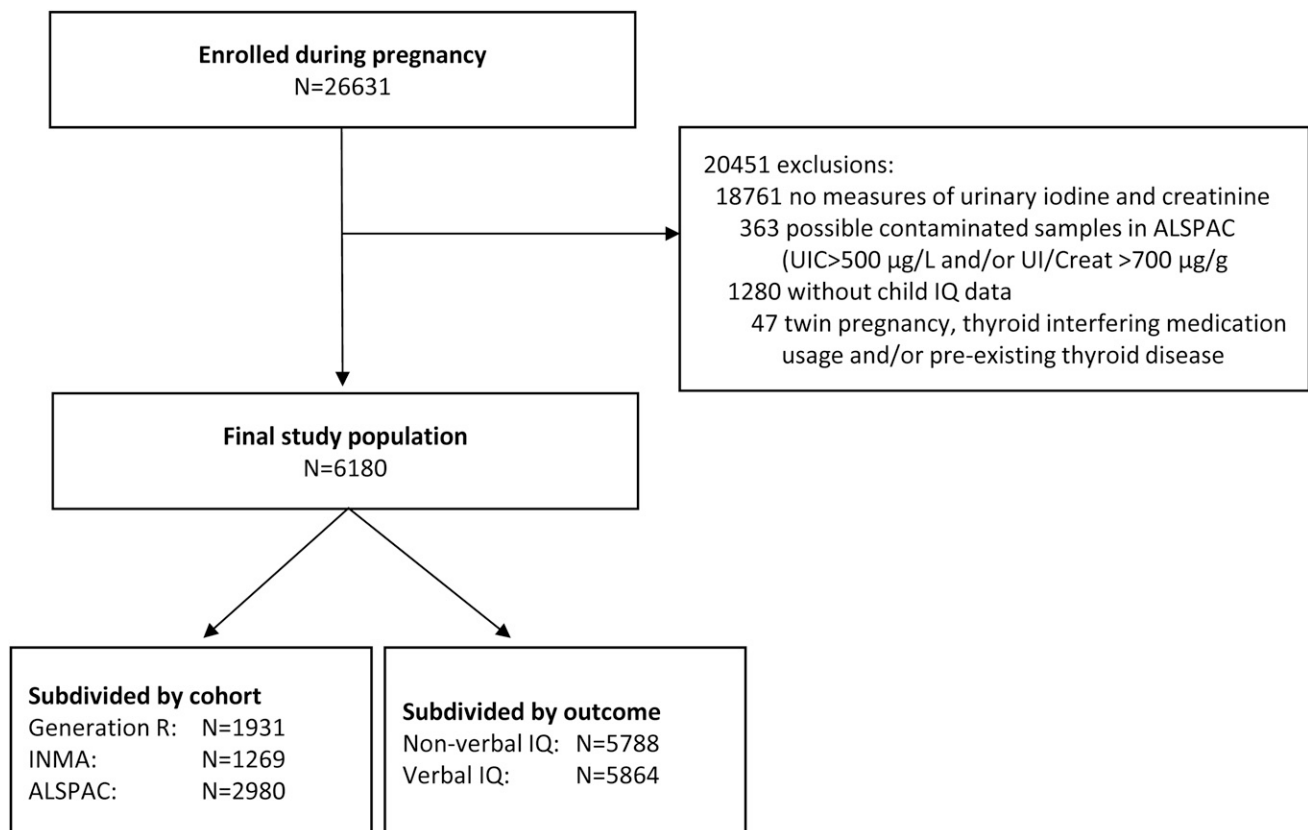 Enrolled during pregnancy
N=26631
20451 exclusions:
18761 no measures of urinary iodine and creatinine
363 possible contaminated samples in ALSPAC
(UIC>500 µg/L and/or UI/Creat >700 µg/g
1280 without child IQ data
47 twin pregnancy, thyroid interfering medication
usage and/or pre-existing thyroid disease
Final study population
N=6180
Subdivided by cohort
Generation R: N=1931
INMA: N=1269
ALSPAC: N=2980
Subdivided by outcome
Non-verbal IQ: N=5788
Verbal IQ: N=5864